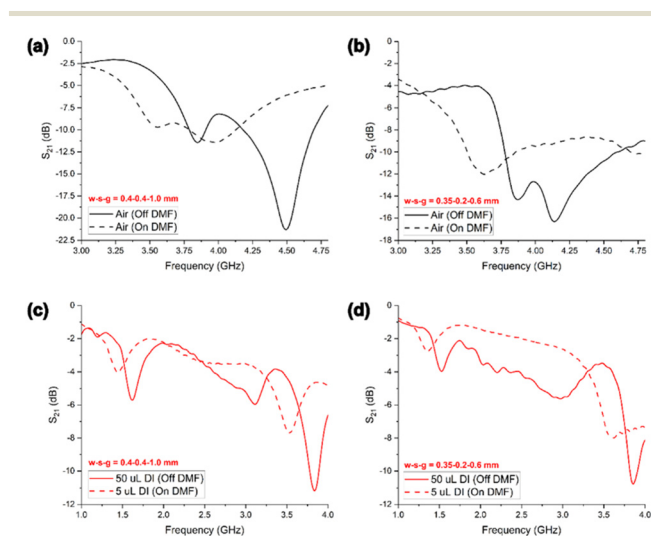 (a)
0.0
-2.5
-5.0
-7.5
-10.0
-12.5
-15.0
-17.5
-20.0
-22.5
S21 (dB)
w-s-g = 0.4-0.4-1.0 mm
Air (Off DMF)
Air (On DMF)
3.00 3.25 3.50 3.75 4.00 4.25 4.50 4.75
Frequency (GHz)
(b)
0
-2
-4
-6
-8
-10
-12
-14
-16
-18
S21 (dB)
w-s-g = 0.35-0.2-0.6 mm
Air (Off DMF)
Air (On DMF)
3.00 3.25 3.50 3.75 4.00 4.25 4.50 4.75
Frequency (GHz)
(c)
0
-2
-4
-6
-8
-10
-12
S21 (dB)
w-s-g = 0.4-0.4-1.0 mm
50 uL DI (Off DMF)
5 uL DI (On DMF)
1.0 1.5 2.0 2.5 3.0 3.5 4.0
Frequency (GHz)
(d)
0
-2
-4
-6
-8
-10
-12
S21 (dB)
w-s-g = 0.35-0.2-0.6 mm
50 uL DI (Off DMF)
5 uL DI (On DMF)
1.0 1.5 2.0 2.5 3.0 3.5 4.0
Frequency (GHz)